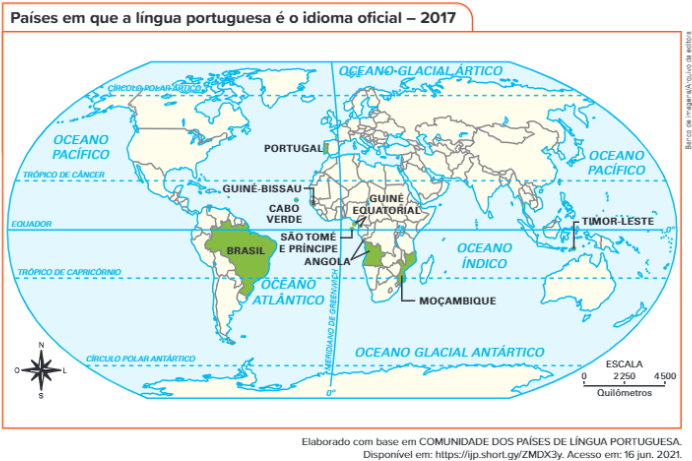 Países em que a língua portuguesa é o idioma oficial – 2017
Banco de imagens/Arquivo da editora
OCEANO GLACIAL ÁRTICO
CÍRCULO POLAR ÁRTICO
OCEANO
PACÍFICO
PORTUGAL
OCEANO
PACÍFICO
TRÓPICO DE CÂNCER
GUINÉ-BISSAU
GUINÉ
EQUATORIAL
CABO
VERDE
EQUADOR
TIMOR-LESTE
SÃO TOMÉ
E PRÍNCIPE
BRASIL
ANGOLA
OCEANO
ÍNDICO
TRÓPICO DE CAPRICÓRNIO
OCEANO
ATLÂNTICO
MOÇAMBIQUE
MERIDIANO DE GREENWICH
N
O
L
S
CÍRCULO POLAR ANTÁRTICO
OCEANO GLACIAL ANTÁRTICO
ESCALA
0 2 250 4 500
Quilômetros
0°
Elaborado com base em COMUNIDADE DOS PAÍSES DE LÍNGUA PORTUGUESA.
Disponível em: https://ijp.short.gy/ZMDX3y. Acesso em: 16 jun. 2021.